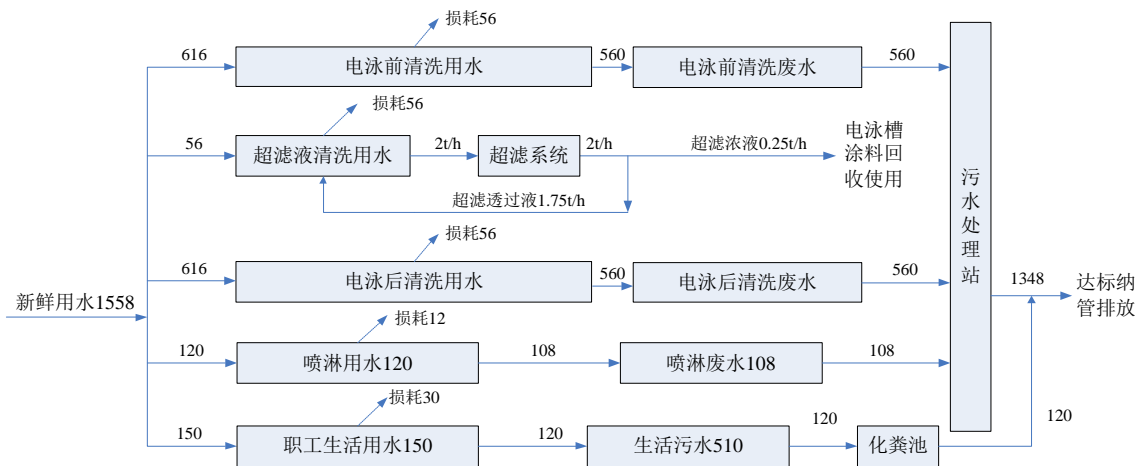 损耗56
616
电泳前清洗用水
560
电泳前清洗废水
560
损耗56
56
超滤液清洗用水
2t/h
超滤系统
2t/h
超滤浓液0.25t/h
电泳槽
涂料回
收使用
超滤透过液1.75t/h
污水处理站
损耗56
616
电泳后清洗用水
560
电泳后清洗废水
560
新鲜用水1558
1348
达标纳
管排放
损耗12
120
喷淋用水120
108
喷淋废水108
108
损耗30
150
职工生活用水150
120
生活污水510
120
化粪池
120